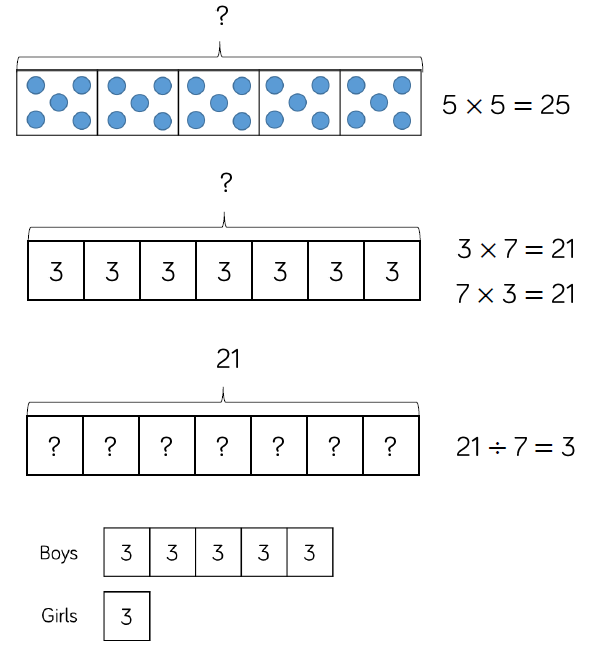 ?
5 × 5 = 25
?
3 3 3 3 3 3 3
3 × 7 = 21
7 × 3 = 21
21
? ? ? ? ? ? ?
21 ÷ 7 = 3
Boys 3 3 3 3 3
Girls 3